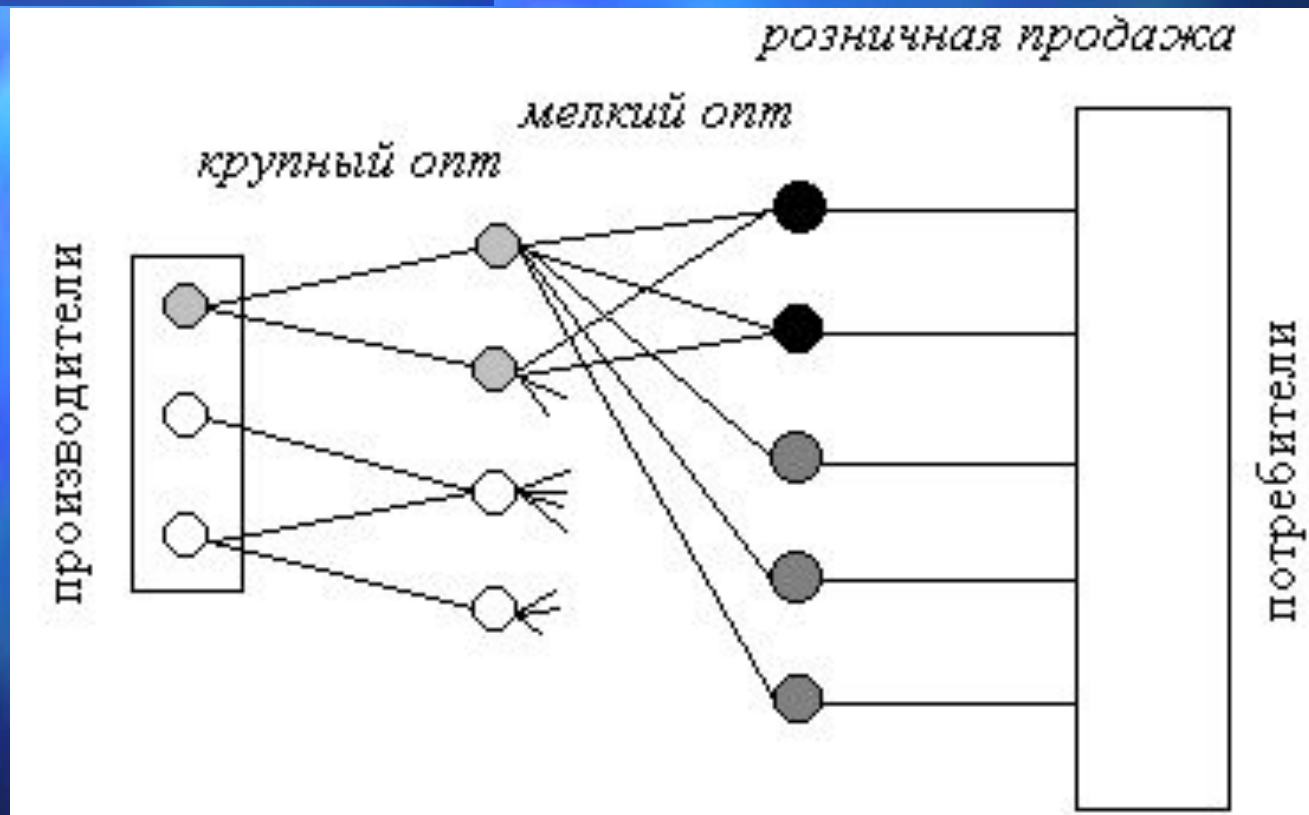 розничная продажа
мелкий опт
крупный опт
производители
потребители